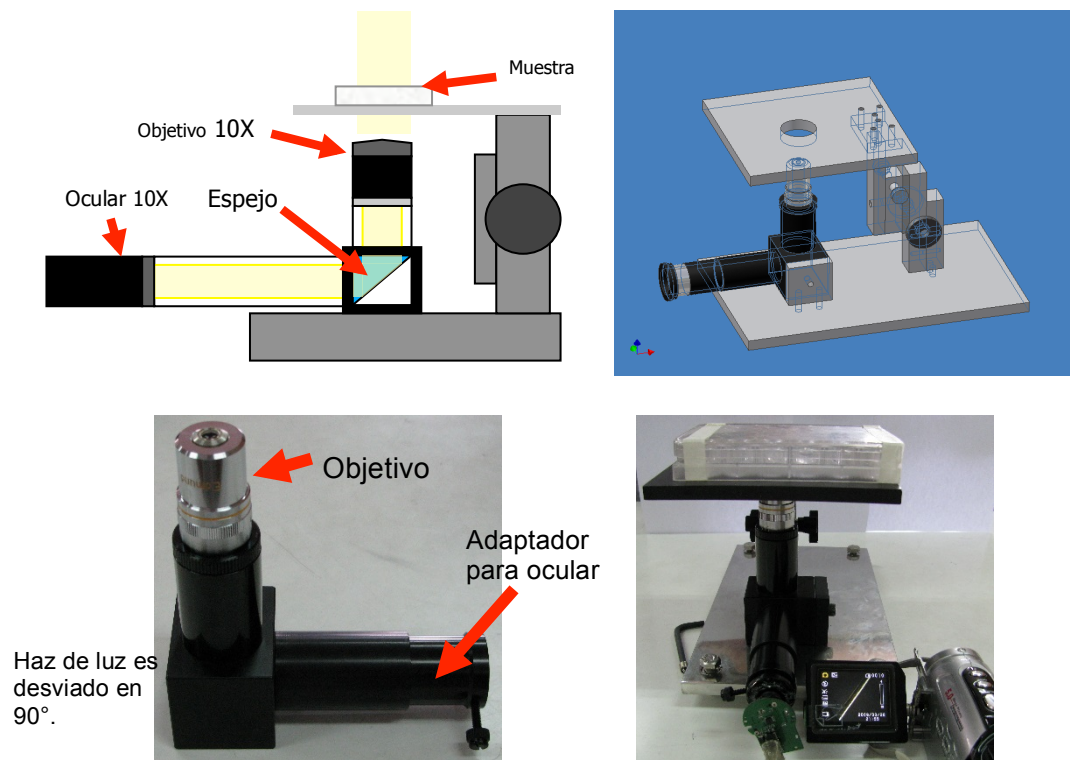 Muestra
Objetivo 10X
Ocular 10X
Espejo
Objetivo
Adaptador
para ocular
Haz de luz es
desviado en
90°.